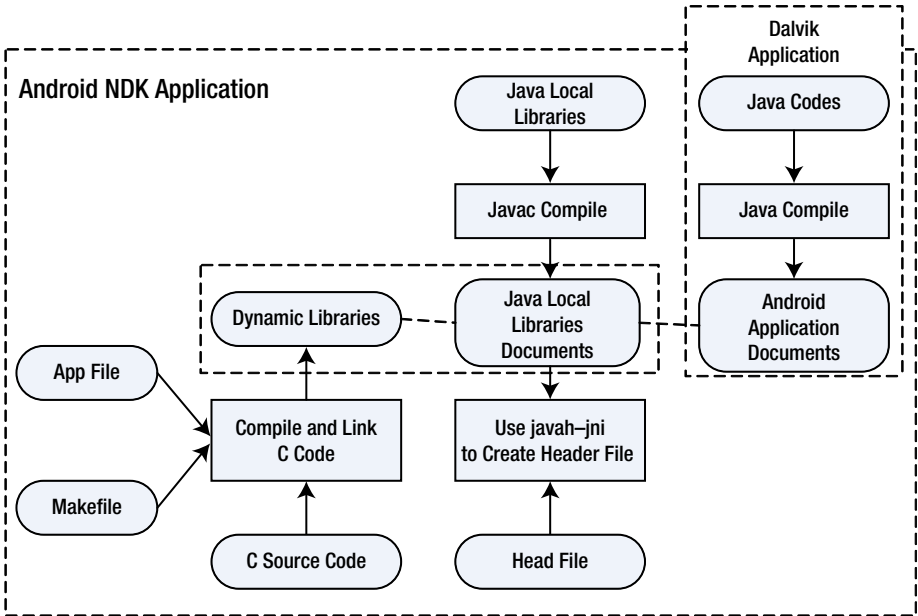 Dalvik
Application
Android NDK Application
Java Local
Libraries
Java Codes
Javac Compile
Java Compile
Dynamic Libraries
Java Local
Libraries
Documents
Android
Application
Documents
App File
Compile and Link
C Code
Use javah–jni
to Create Header File
Makefile
C Source Code
Head File